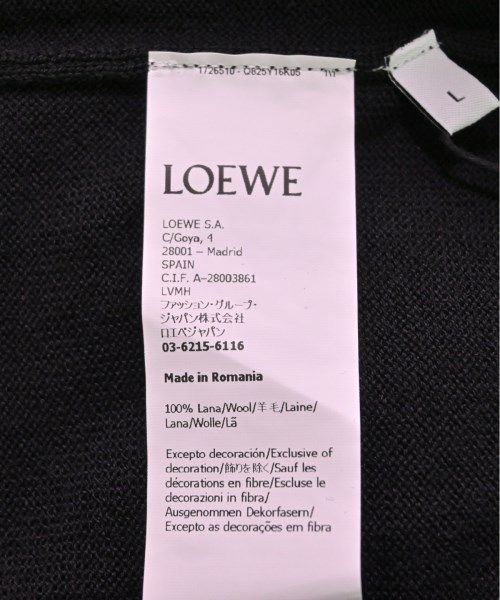 L
LOEWE
LOEWE S.A.
C/Goya, 4
28001 – Madrid
SPAIN
C.I.F. A–28003861
LVMH
ファッション・グループ・
ジャパン株式会社
ロエベジャパン
03-6215-6116
Made in Romania
100% Lana/Wool/羊毛/Laine/
Lana/Wolle/Lã
Excepto decoración/Exclusive of
decoration/飾りを除く/Sauf les
décorations en fibre/Escluse le
decorazioni in fibra/
Ausgenommen Dekorfasern/
Excepto as decorações em fibra